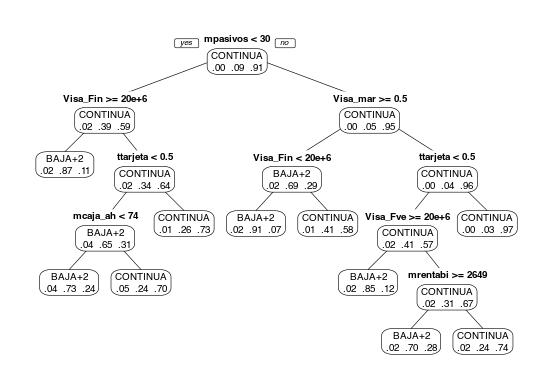 yes mpasivos < 30 no
CONTINUA
.00 .09 .91
Visa_Fin >= 20e+6 Visa_mar >= 0.5
CONTINUA CONTINUA
.02 .39 .59 .00 .05 .95
BAJA+2 ttarjeta < 0.5 Visa_Fin < 20e+6 ttarjeta < 0.5
.02 .87 .11
CONTINUA BAJA+2 CONTINUA
.02 .34 .64 .02 .69 .29 .00 .04 .96
mcaja_ah < 74 Visa_Fve >= 20e+6
CONTINUA BAJA+2 CONTINUA CONTINUA
.01 .26 .73 .02 .91 .07 .01 .41 .58 .00 .03 .97
BAJA+2 CONTINUA
.04 .65 .31 .02 .41 .57
mrentabi >= 2649
BAJA+2 CONTINUA BAJA+2
.04 .73 .24 .05 .24 .70 .02 .85 .12
CONTINUA
.02 .31 .67
BAJA+2 CONTINUA
.02 .70 .28 .02 .24 .74